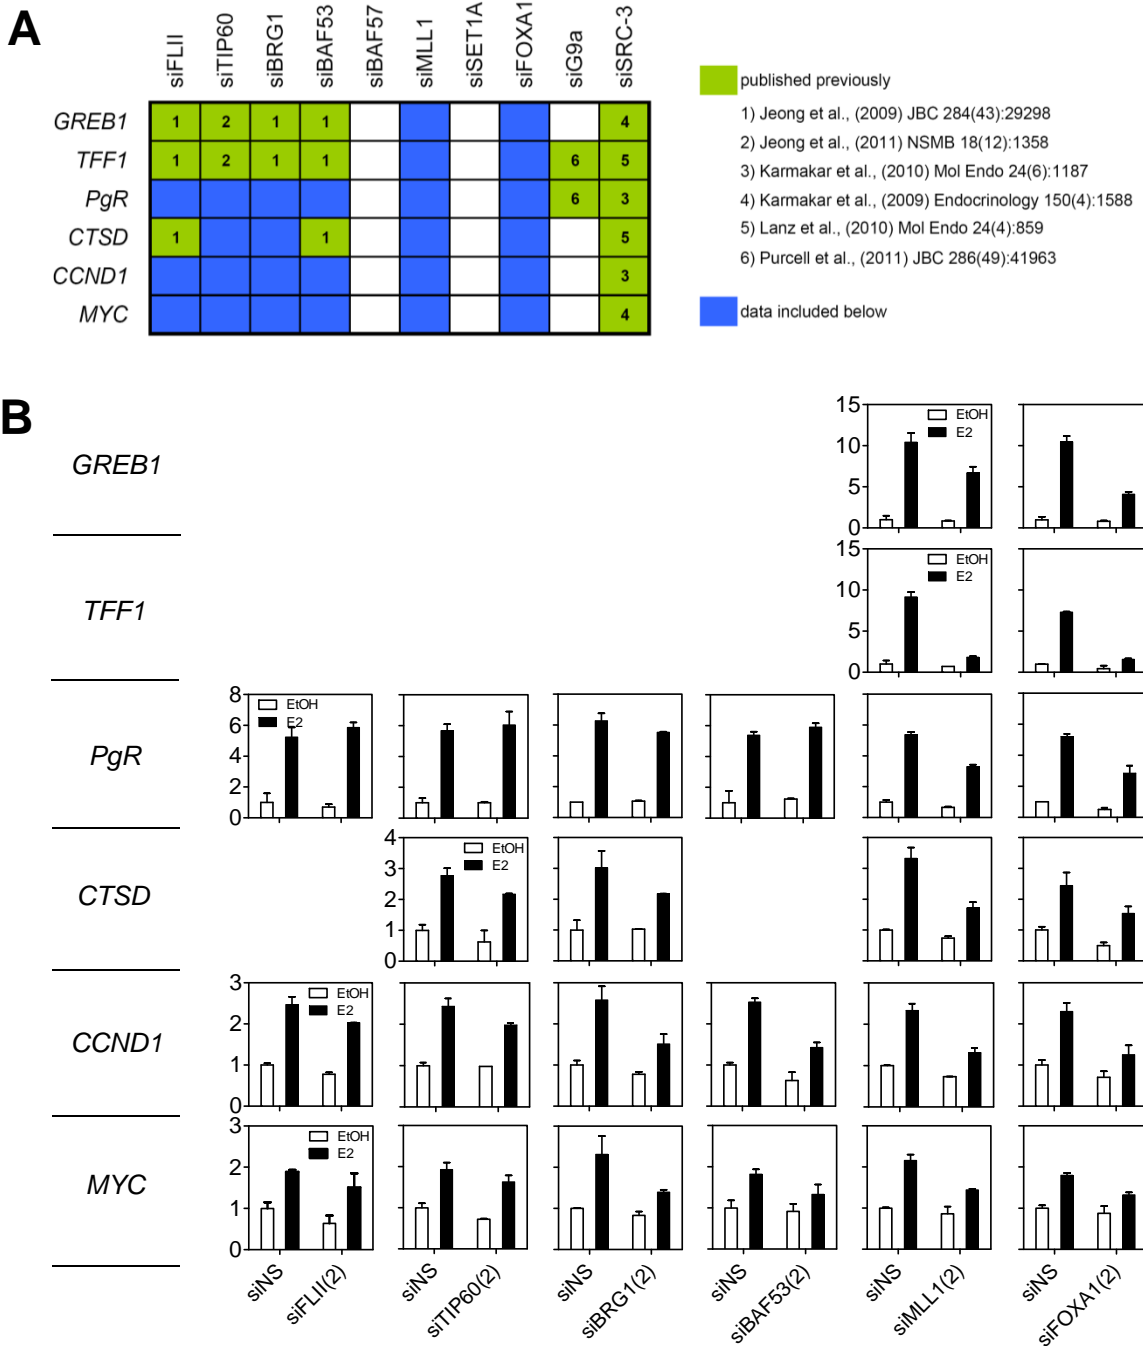 A
siFLII siTIP60 siBRG1 siBAF53 siBAF57 siMLL1 siSET1A siFOXA1 siG9a siSRC-3
GREB1 1 2 1 1 4
TFF1 1 2 1 1 6 5
PgR 6 3
CTSD 1 1 5
CCND1 3
MYC 4
published previously
1) Jeong et al., (2009) JBC 284(43):29298
2) Jeong et al., (2011) NSMB 18(12):1358
3) Karmakar et al., (2010) Mol Endo 24(6):1187
4) Karmakar et al., (2009) Endocrinology 150(4):1588
5) Lanz et al., (2010) Mol Endo 24(4):859
6) Purcell et al., (2011) JBC 286(49):41963
data included below
B
GREB1
15
10
5
0
EtOH
E2
TFF1
15
10
5
0
EtOH
E2
PgR
8
6
4
2
0
EtOH
E2
CTSD
4
3
2
1
0
EtOH
E2
CCND1
3
2
1
0
EtOH
E2
MYC
3
2
1
0
EtOH
E2
siNS siFLII(2) siNS siTIP60(2) siNS siBRG1(2) siNS siBAF53(2) siNS siMLL1(2) siNS siFOXA1(2)